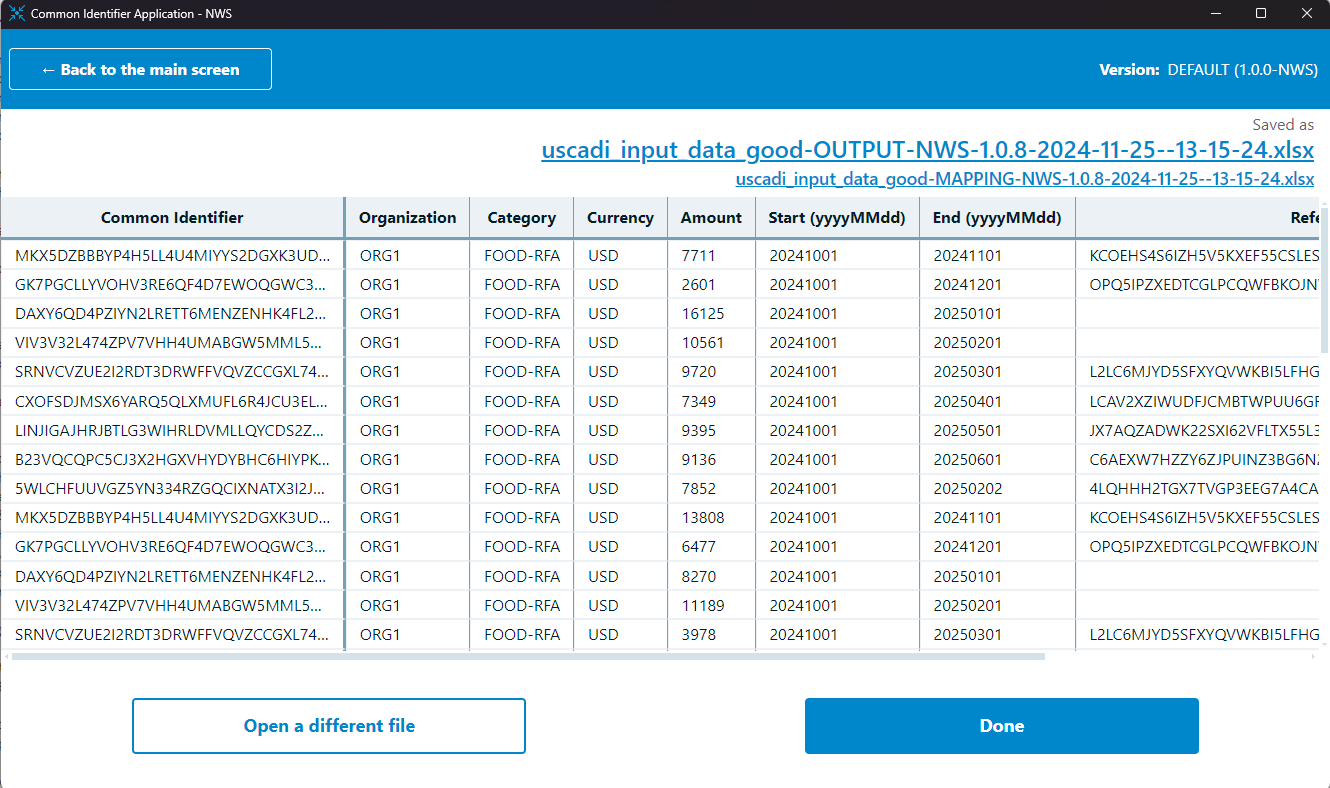 Common Identifier Application - NWS
← Back to the main screen
Version: DEFAULT (1.0.0-NWS)
Saved as
uscadi_input_data_good-OUTPUT-NWS-1.0.8-2024-11-25--13-15-24.xlsx
uscadi_input_data_good-MAPPING-NWS-1.0.8-2024-11-25--13-15-24.xlsx
Common Identifier Organization Category Currency Amount Start (yyyyMMdd) End (yyyyMMdd) Refe
MKX5DZBBBYP4H5LL4U4MIYYS2DGXK3UD... ORG1 FOOD-RFA USD 7711 20241001 20241101 KCOEHS4S6IZH5V5KXEF55CSLES
GK7PGCLLYVOHV3RE6QF4D7EWOQGWC3... ORG1 FOOD-RFA USD 2601 20241001 20241201 OPQ5IPZXEDTCGLPCQWFBKOJN
DAXY6QD4PZIYN2LRETT6MENZENHK4FL2... ORG1 FOOD-RFA USD 16125 20241001 20250101
VIV3V32L474ZPV7VHH4UMABGW5MML5... ORG1 FOOD-RFA USD 10561 20241001 20250201
SRNVCVZUE2I2RDT3DRWFFVQVZCCGXL74... ORG1 FOOD-RFA USD 9720 20241001 20250301 L2LC6MJYD5SFXYQVWKBI5LFHG
CXOFSDJMSX6YARQ5QLXMUFL6R4JCU3EL... ORG1 FOOD-RFA USD 7349 20241001 20250401 LCAV2XZIWUDFJCMBTWPUU6GF
LINJIGAJHRJBTLG3WIHRLDVMLLQYCDS2Z... ORG1 FOOD-RFA USD 9395 20241001 20250501 JX7AQZADWK22SXI62VFLTX55L3
B23VQCQPC5CJ3X2HGXVHYDYBHC6HIYPK... ORG1 FOOD-RFA USD 9136 20241001 20250601 C6AEXW7HZZY6ZJPUINZ3BG6N
5WLCHFUUVGZ5YN334RZGQCIXNATX3I2J... ORG1 FOOD-RFA USD 7852 20241001 20250202 4LQHHH2TGX7TVGP3EEG7A4CA
MKX5DZBBBYP4H5LL4U4MIYYS2DGXK3UD... ORG1 FOOD-RFA USD 13808 20241001 20241101 KCOEHS4S6IZH5V5KXEF55CSLES
GK7PGCLLYVOHV3RE6QF4D7EWOQGWC3... ORG1 FOOD-RFA USD 6477 20241001 20241201 OPQ5IPZXEDTCGLPCQWFBKOJN
DAXY6QD4PZIYN2LRETT6MENZENHK4FL2... ORG1 FOOD-RFA USD 8270 20241001 20250101
VIV3V32L474ZPV7VHH4UMABGW5MML5... ORG1 FOOD-RFA USD 11189 20241001 20250201
SRNVCVZUE2I2RDT3DRWFFVQVZCCGXL74... ORG1 FOOD-RFA USD 3978 20241001 20250301 L2LC6MJYD5SFXYQVWKBI5LFHG
Open a different file
Done